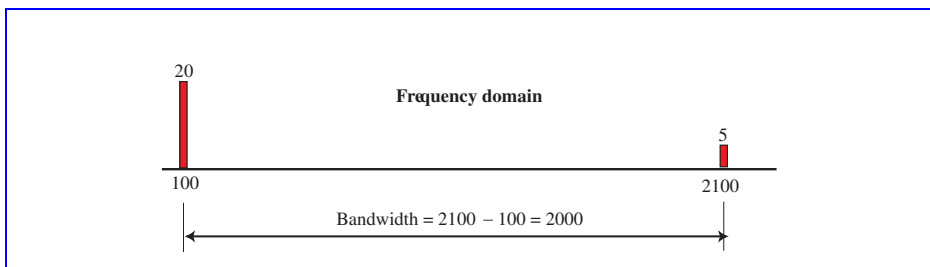 20
Frequency domain
5
100
2100
Bandwidth = 2100 – 100 = 2000